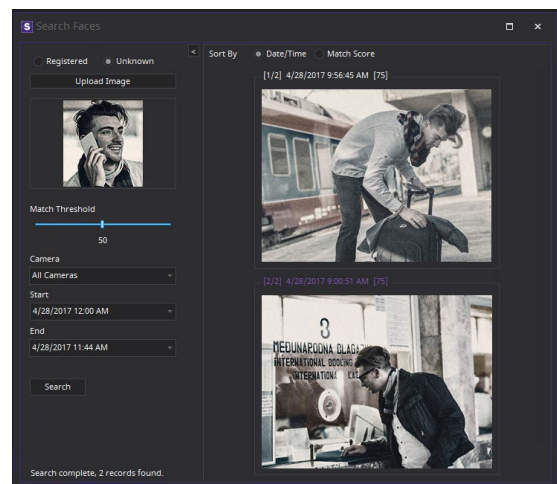 S Search Faces
Registered Unknown
Upload Image
Match Threshold
50
Camera
All Cameras
Start
4/28/2017 12:00 AM
End
4/28/2017 11:44 AM
Search
Search complete, 2 records found.
<
Sort By Date/Time Match Score
[1/2] 4/28/2017 9:56:45 AM [75]
[2/2] 4/28/2017 9:00:51 AM [75]
3
MEĐUNARODNA BLAGA
INTERNATIONAL BOOKING
INTERNATIONAL